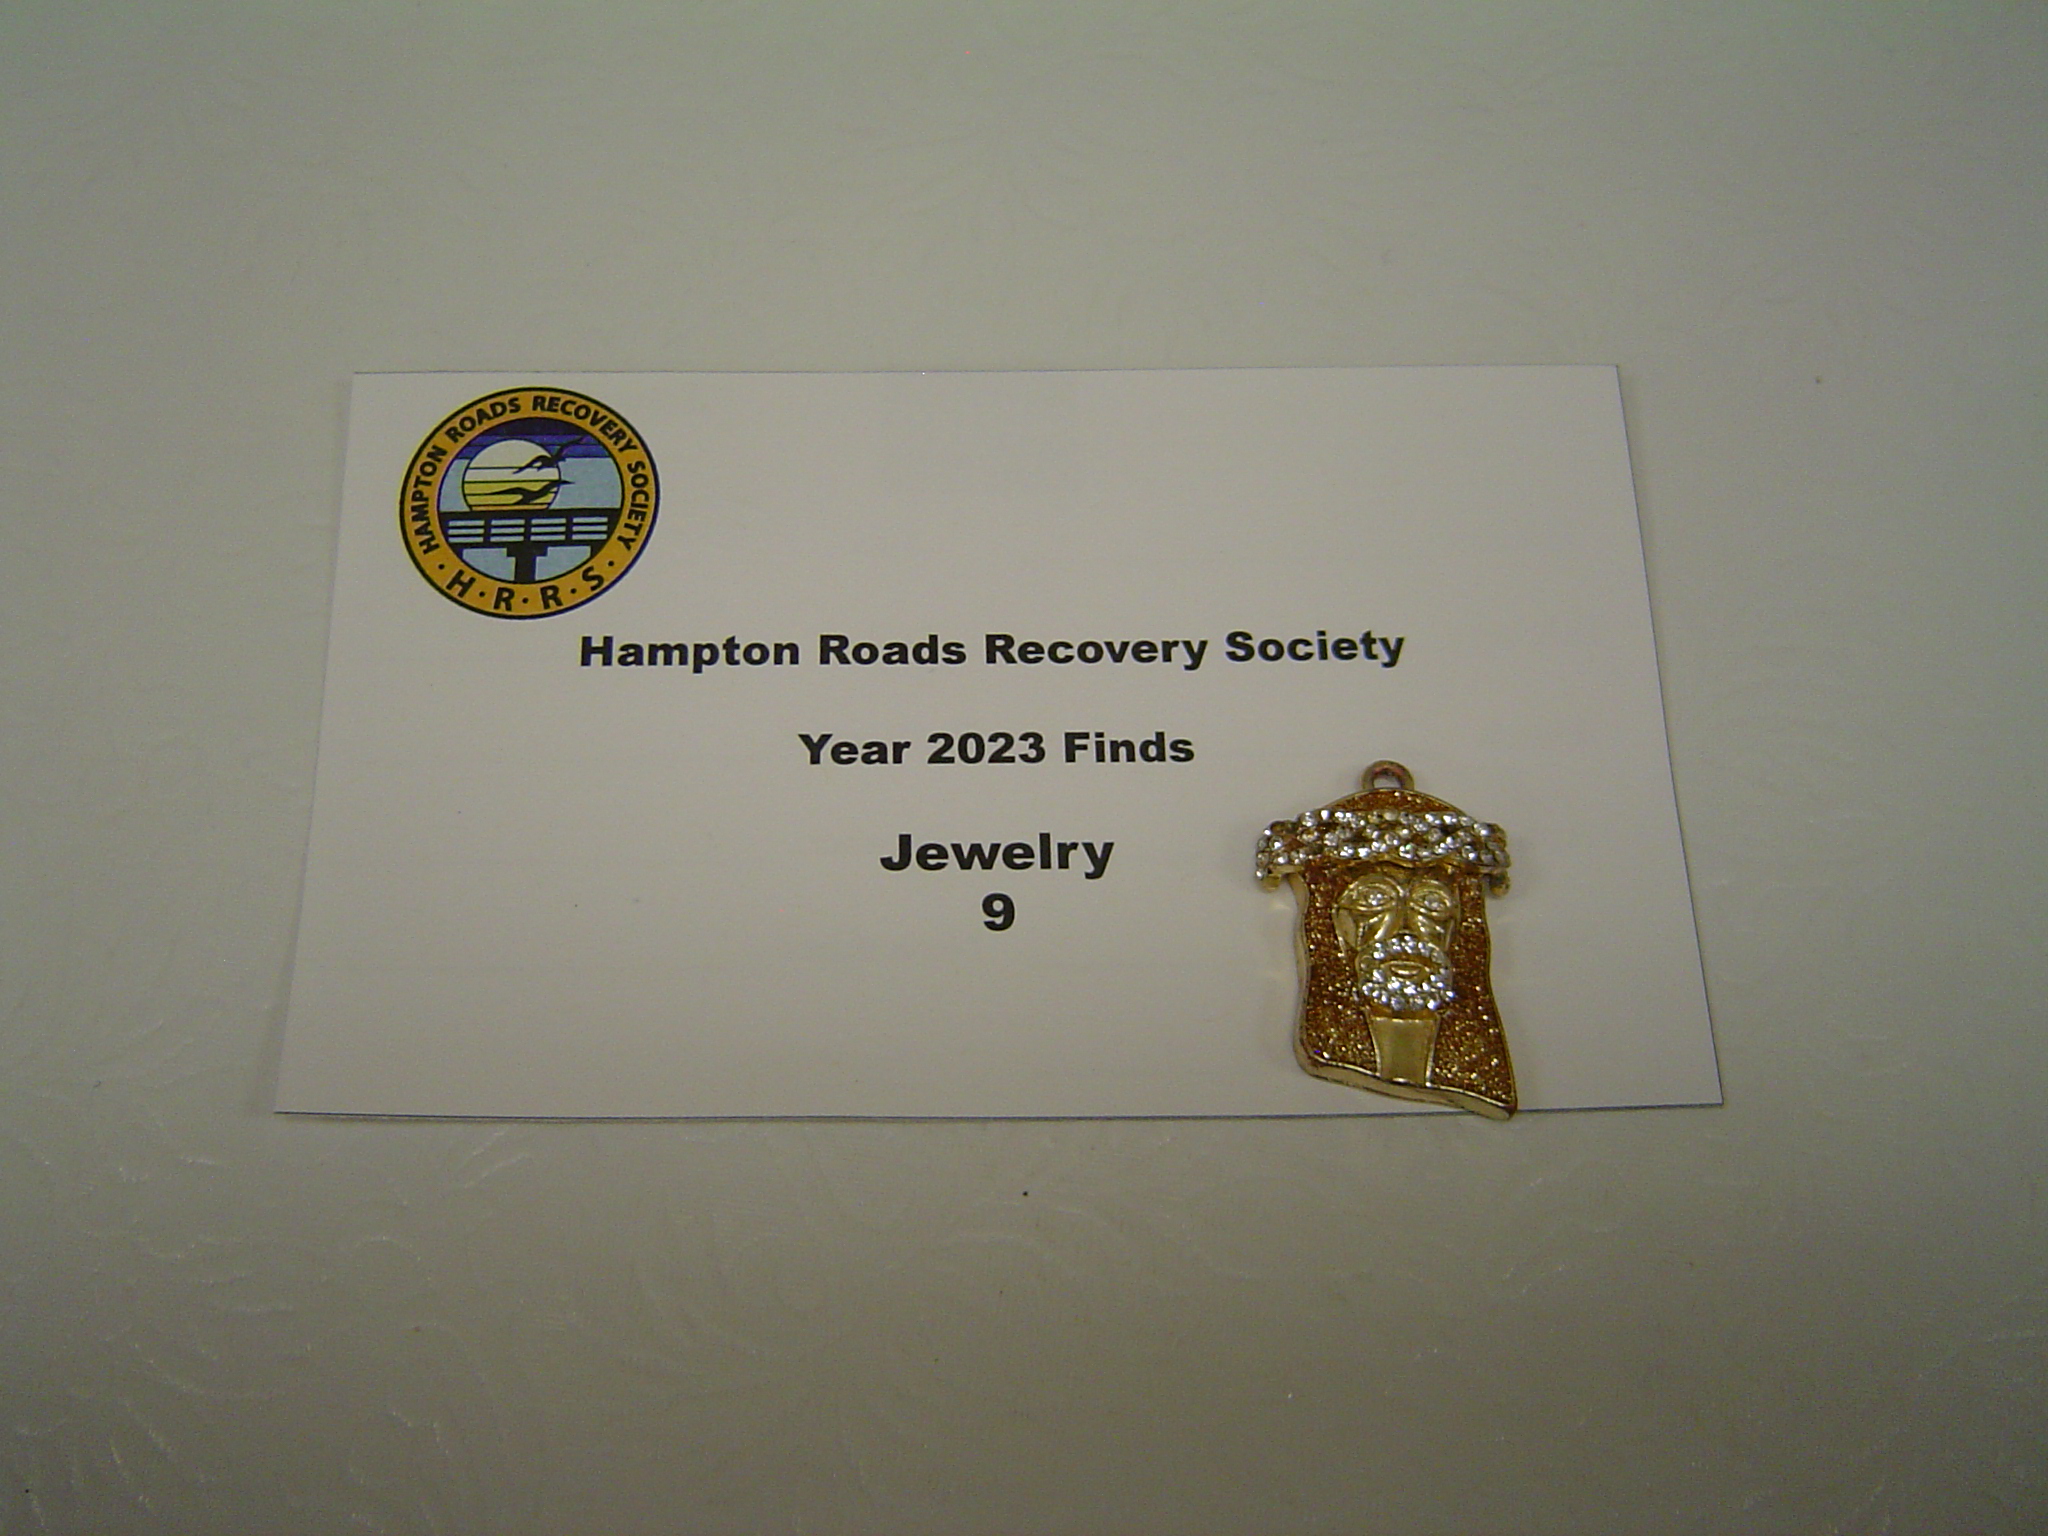 HAMPTON ROADS RECOVERY SOCIETY
· H · R · R · S ·
Hampton Roads Recovery Society
Year 2023 Finds
Jewelry
9